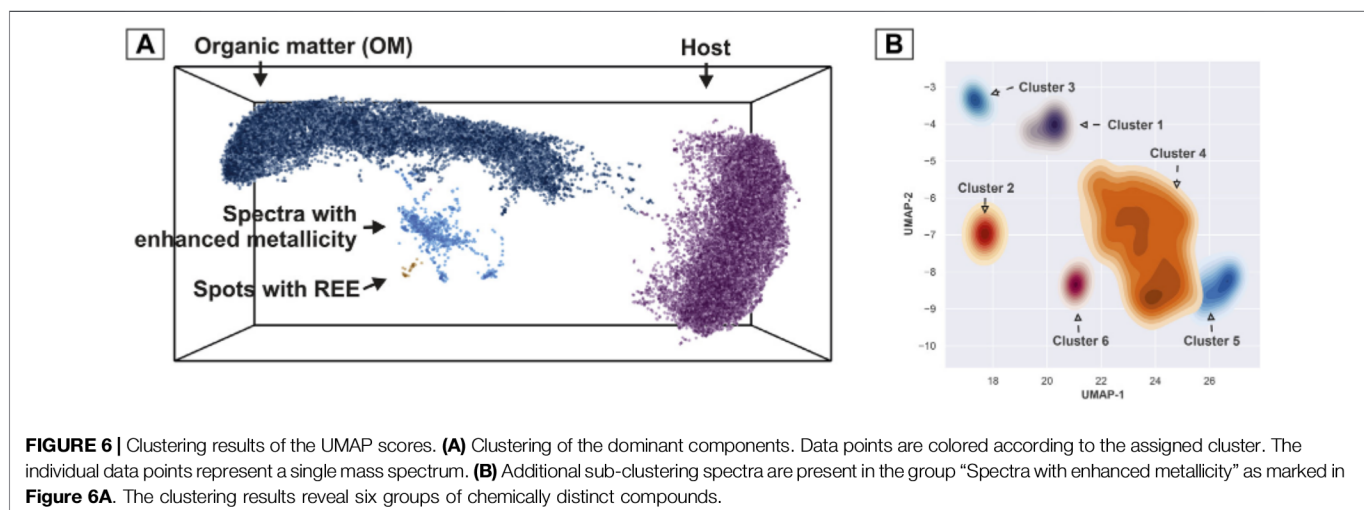 A
Organic matter (OM)
Host
Spectra with
enhanced metallicity
Spots with REE
B
Cluster 3
Cluster 1
Cluster 4
Cluster 2
Cluster 6
Cluster 5
UMAP-2
−3
−4
−5
−6
−7
−8
−9
−10
18 20 22 24 26
UMAP-1
FIGURE 6 | Clustering results of the UMAP scores. (A) Clustering of the dominant components. Data points are colored according to the assigned cluster. The
individual data points represent a single mass spectrum. (B) Additional sub-clustering spectra are present in the group “Spectra with enhanced metallicity” as marked in
Figure 6A. The clustering results reveal six groups of chemically distinct compounds.